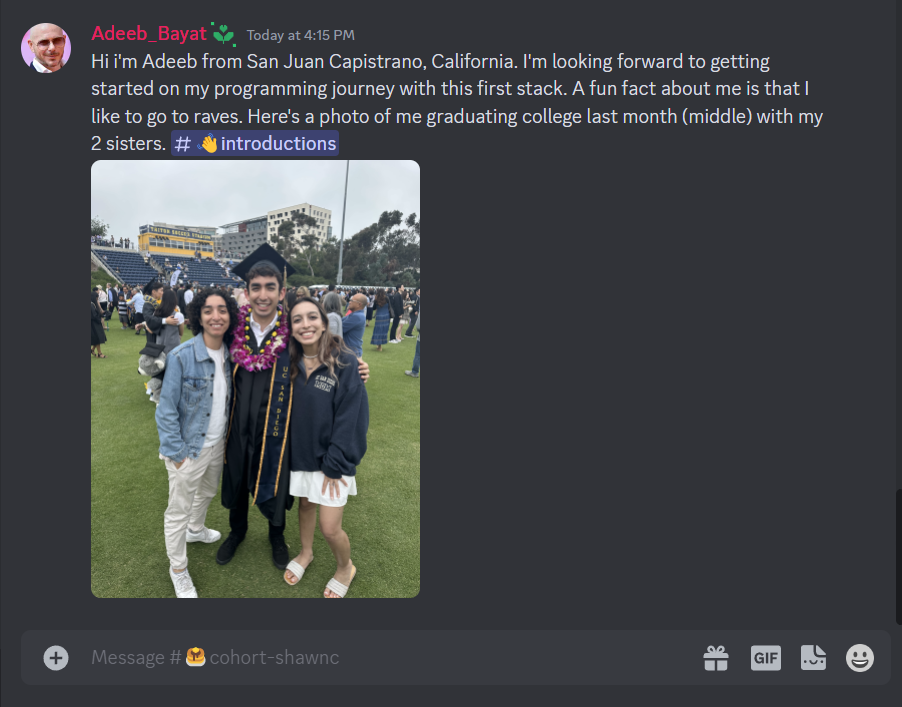 Adeeb_Bayat Today at 4:15 PM
Hi i'm Adeeb from San Juan Capistrano, California. I'm looking forward to getting
started on my programming journey with this first stack. A fun fact about me is that I
like to go to raves. Here's a photo of me graduating college last month (middle) with my
2 sisters. # 👋introductions
TRITON SOCCER STADIUM
UC SAN DIEGO
Message #🥞cohort-shawnc
GIF